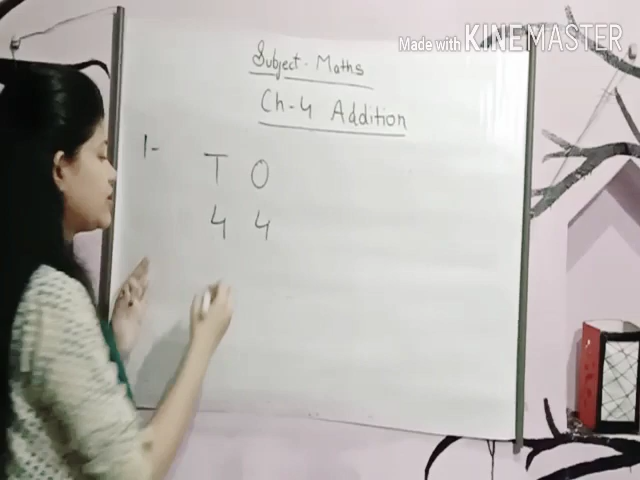 Made with KINEMASTER
Subject - Maths
Ch-4 Addition
1-
T O
4 4